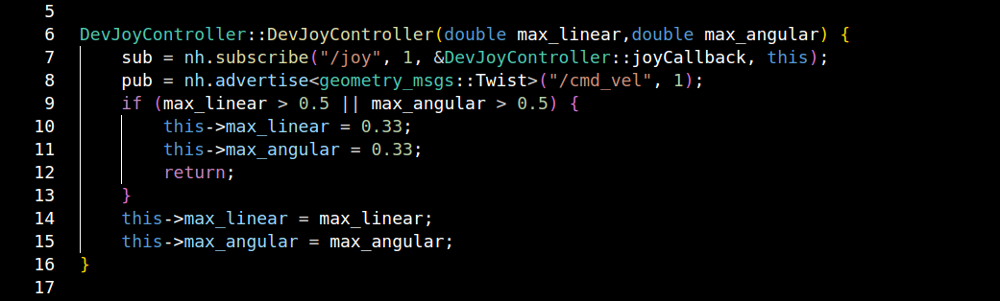 5
6 DevJoyController::DevJoyController(double max_linear,double max_angular) {
7     sub = nh.subscribe("/joy", 1, &DevJoyController::joyCallback, this);
8     pub = nh.advertise<geometry_msgs::Twist>("/cmd_vel", 1);
9     if (max_linear > 0.5 || max_angular > 0.5) {
10         this->max_linear = 0.33;
11         this->max_angular = 0.33;
12         return;
13     }
14     this->max_linear = max_linear;
15     this->max_angular = max_angular;
16 }
17